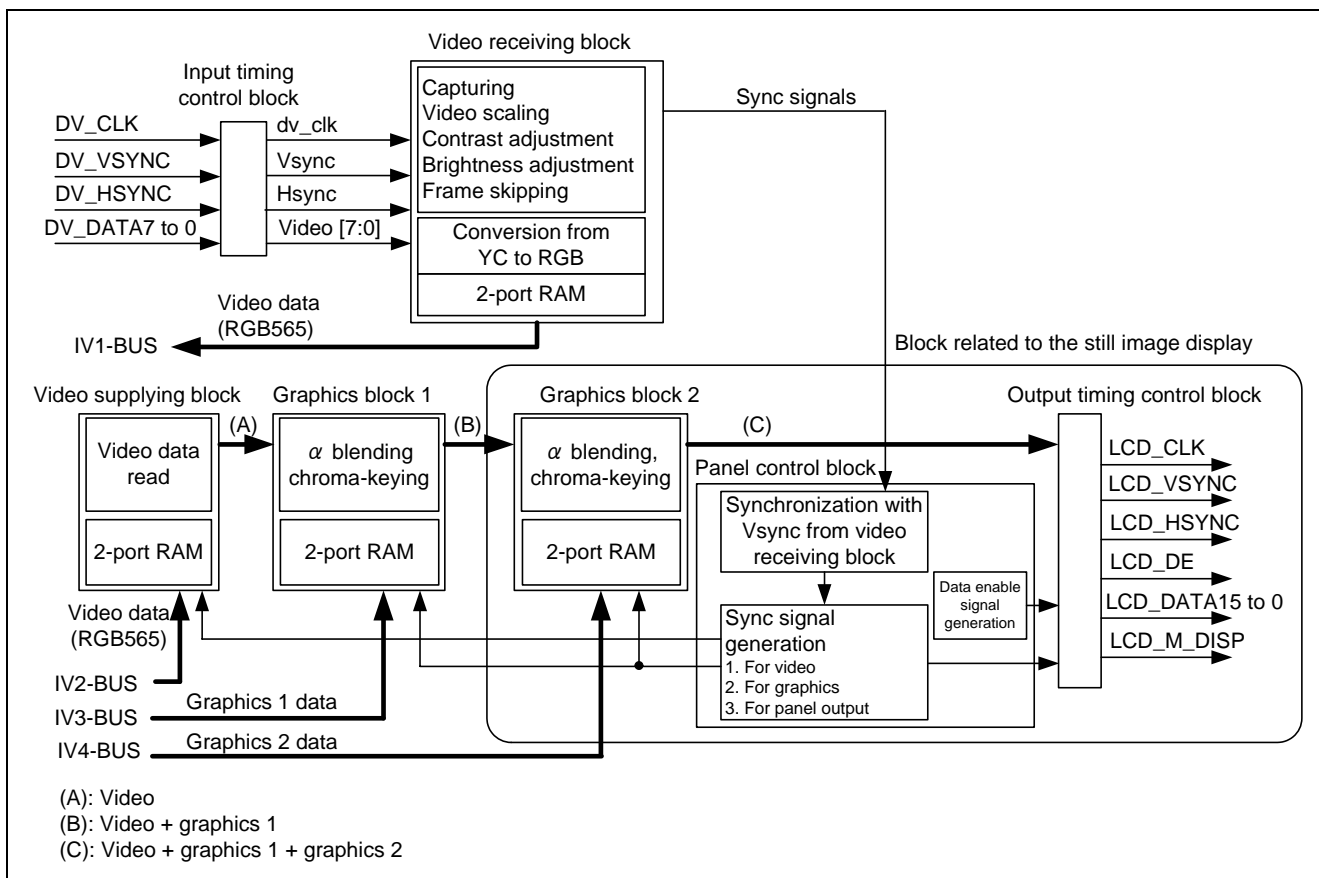 Video receiving block
Input timing
control block
Capturing
Video scaling
Contrast adjustment
Brightness adjustment
Frame skipping
Sync signals
DV_CLK
dv_clk
DV_VSYNC
Vsync
DV_HSYNC
Hsync
DV_DATA7 to 0
Video [7:0]
Conversion from
YC to RGB
2-port RAM
Video data
(RGB565)
IV1-BUS
Block related to the still image display
Video supplying block
(A)
Graphics block 1
(B)
Graphics block 2
(C)
Output timing control block
Video data
read
2-port RAM
α blending
chroma-keying
2-port RAM
α blending,
chroma-keying
2-port RAM
Panel control block
Synchronization with
Vsync from video
receiving block
Data enable
signal
generation
Sync signal
generation
1. For video
2. For graphics
3. For panel output
LCD_CLK
LCD_VSYNC
LCD_HSYNC
LCD_DE
LCD_DATA15 to 0
LCD_M_DISP
Video data
(RGB565)
IV2-BUS
IV3-BUS
Graphics 1 data
IV4-BUS
Graphics 2 data
(A): Video
(B): Video + graphics 1
(C): Video + graphics 1 + graphics 2